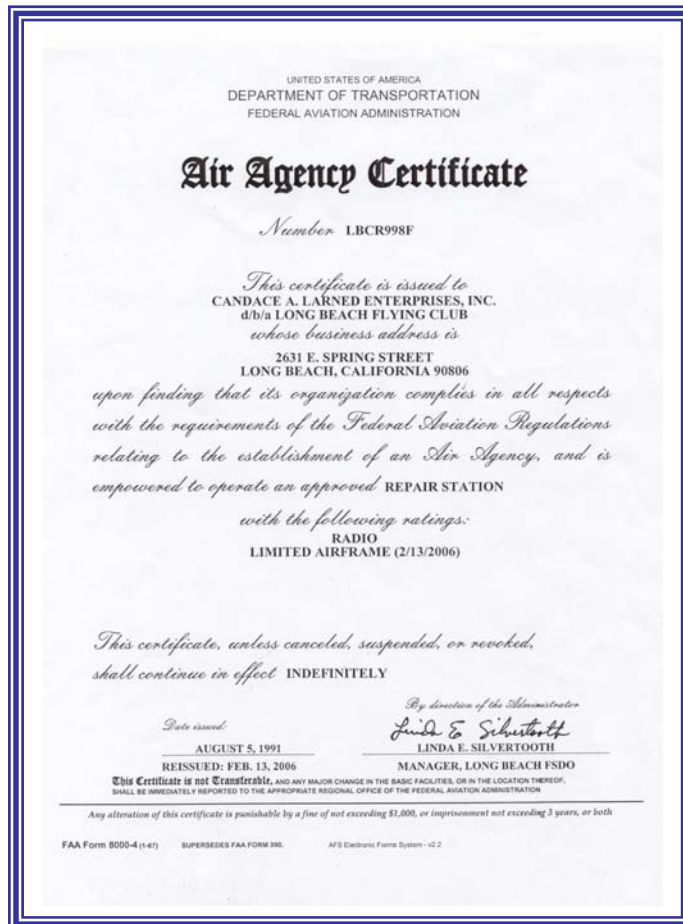 UNITED STATES OF AMERICA
DEPARTMENT OF TRANSPORTATION
FEDERAL AVIATION ADMINISTRATION
Air Agency Certificate
Number LBCR998F
This certificate is issued to
CANDACE A. LARNED ENTERPRISES, INC.
d/b/a LONG BEACH FLYING CLUB
whose business address is
2631 E. SPRING STREET
LONG BEACH, CALIFORNIA 90806
upon finding that its organization complies in all respects
with the requirements of the Federal Aviation Regulations
relating to the establishment of an Air Agency, and is
empowered to operate an approved REPAIR STATION
with the following ratings:
RADIO
LIMITED AIRFRAME (2/13/2006)
This certificate, unless canceled, suspended, or revoked,
shall continue in effect INDEFINITELY
By direction of the Administrator
Date issued:
Linda E Silvertooth
AUGUST 5, 1991
LINDA E. SILVERTOOTH
REISSUED: FEB. 13, 2006
MANAGER, LONG BEACH FSDO
This Certificate is not Transferable, AND ANY MAJOR CHANGE IN THE BASIC FACILITIES, OR IN THE LOCATION THEREOF,
SHALL BE IMMEDIATELY REPORTED TO THE APPROPRIATE REGIONAL OFFICE OF THE FEDERAL AVIATION ADMINISTRATION
Any alteration of this certificate is punishable by a fine of not exceeding $1,000, or imprisonment not exceeding 3 years, or both
FAA Form 8000-4 (1-67) SUPERSEDES FAA FORM 390. AFS Electronic Forms System - v2.2